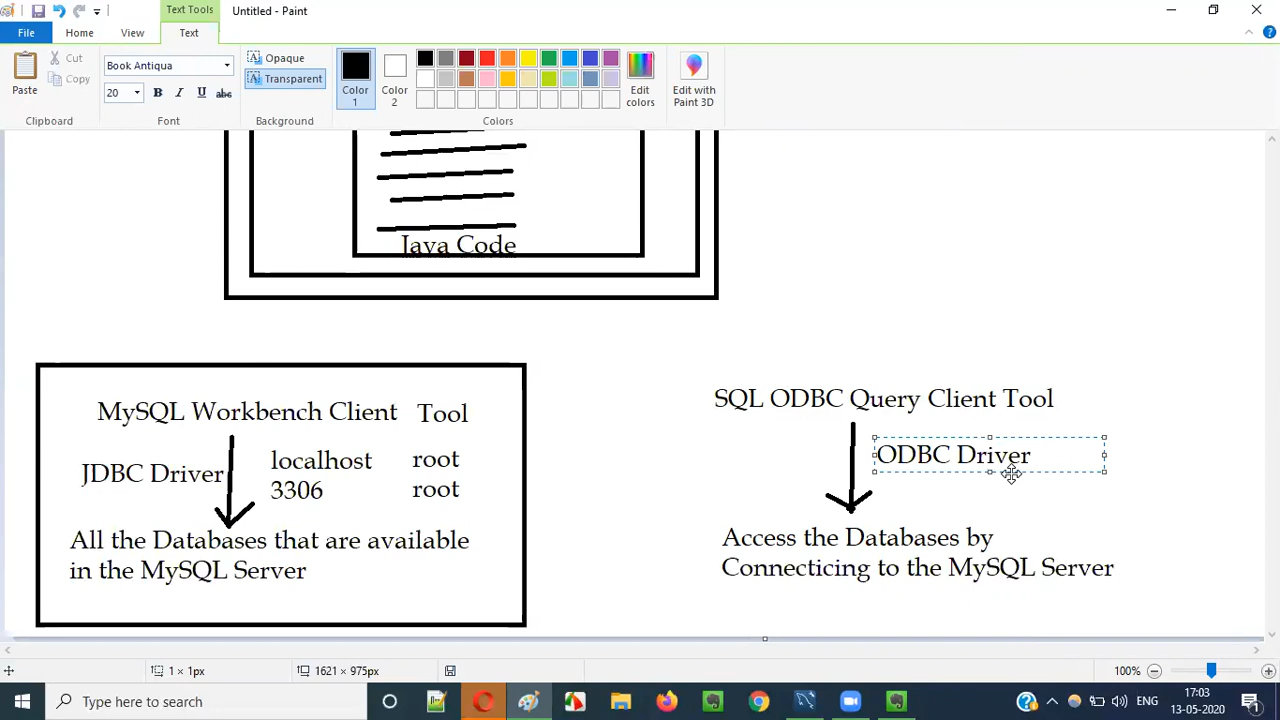 Text Tools
Untitled - Paint
File
Home
View
Text
Paste
Cut
Copy
Clipboard
Book Antiqua
20
B I U abc
Font
Opaque
Transparent
Background
Color 1
Color 2
Edit colors
Colors
Edit with Paint 3D
Java Code
MySQL Workbench Client Tool
JDBC Driver
localhost
3306
root
root
All the Databases that are available
in the MySQL Server
SQL ODBC Query Client Tool
ODBC Driver
Access the Databases by
Connecticing to the MySQL Server
1 × 1px
1621 × 975px
100%
Type here to search
ENG
17:03
13-05-2020
1